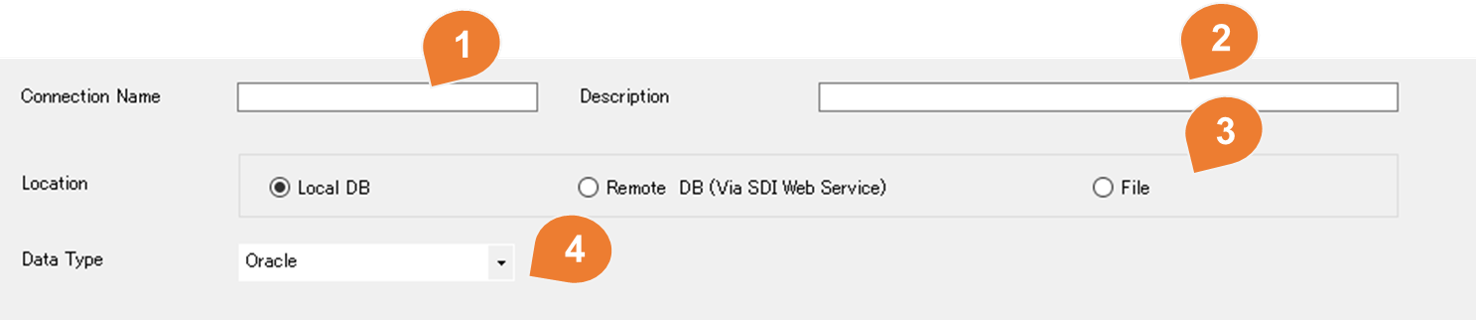 1
2
Connection Name Description
3
Location Local DB Remote DB (Via SDI Web Service) File
4
Data Type Oracle